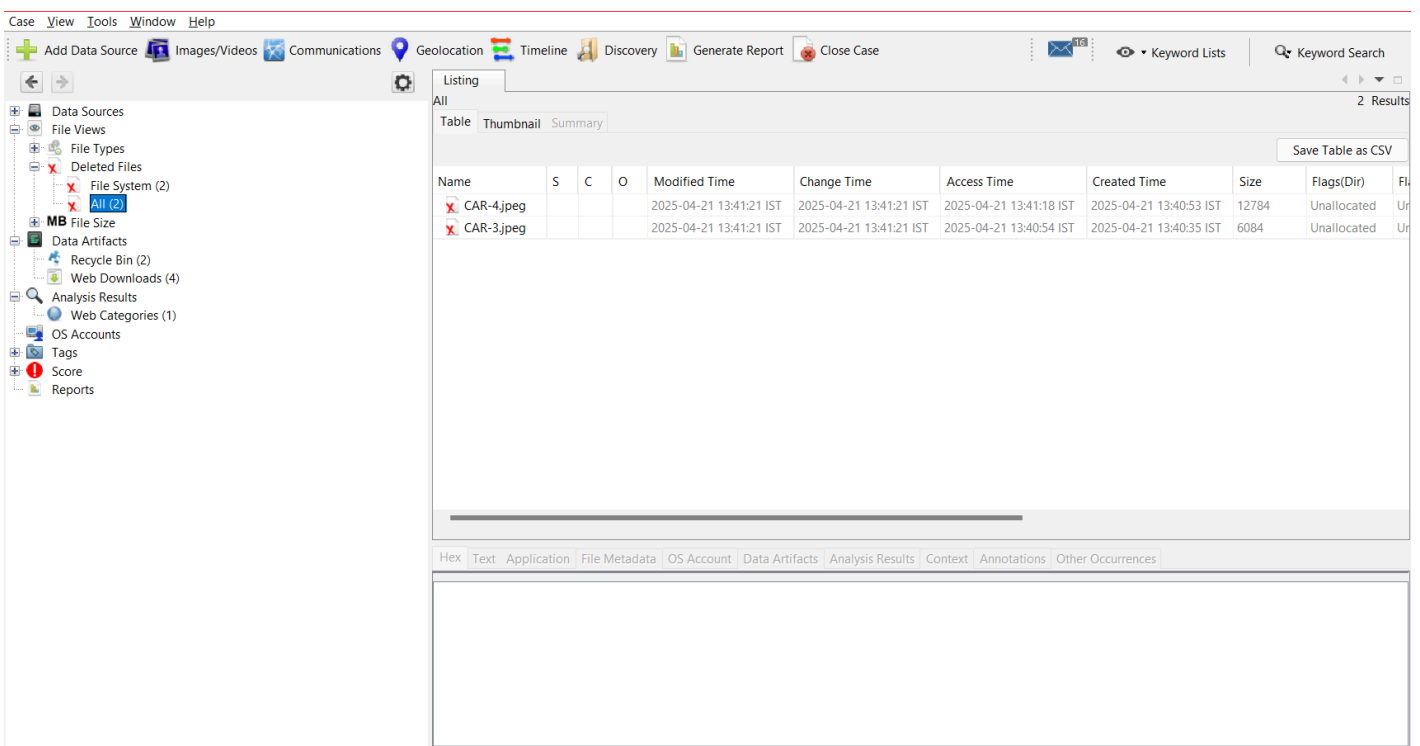 Case View Tools Window Help
Add Data Source Images/Videos Communications Geolocation Timeline Discovery Generate Report Close Case 16 Keyword Lists Keyword Search
Listing
Data Sources
File Views
File Types
Deleted Files
File System (2)
All (2)
MB File Size
Data Artifacts
Recycle Bin (2)
Web Downloads (4)
Analysis Results
Web Categories (1)
OS Accounts
Tags
Score
Reports
All 2 Results
Table Thumbnail Summary
Save Table as CSV
Name S C O Modified Time Change Time Access Time Created Time Size Flags(Dir) Fl
CAR-4.jpeg 2025-04-21 13:41:21 IST 2025-04-21 13:41:21 IST 2025-04-21 13:41:18 IST 2025-04-21 13:40:53 IST 12784 Unallocated Ur
CAR-3.jpeg 2025-04-21 13:41:21 IST 2025-04-21 13:41:21 IST 2025-04-21 13:40:54 IST 2025-04-21 13:40:35 IST 6084 Unallocated Ur
Hex Text Application File Metadata OS Account Data Artifacts Analysis Results Context Annotations Other Occurrences